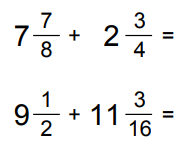 7 7/8 + 2 3/4 =
9 1/2 + 11 3/16 =